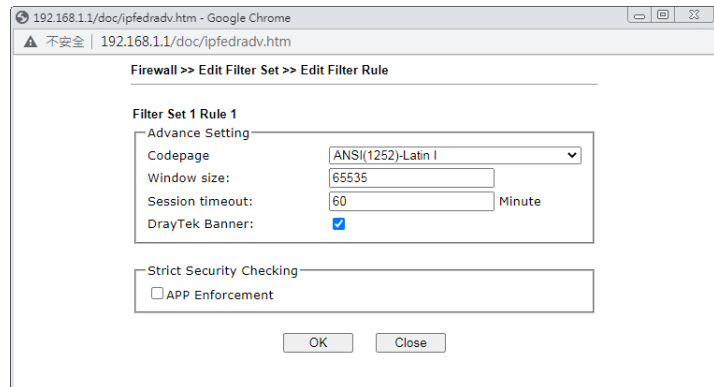 192.168.1.1/doc/ipfedradv.htm - Google Chrome
不安全 | 192.168.1.1/doc/ipfedradv.htm
Firewall >> Edit Filter Set >> Edit Filter Rule
Filter Set 1 Rule 1
Advance Setting
Codepage ANSI(1252)-Latin I
Window size: 65535
Session timeout: 60 Minute
DrayTek Banner:
Strict Security Checking
APP Enforcement
OK Close